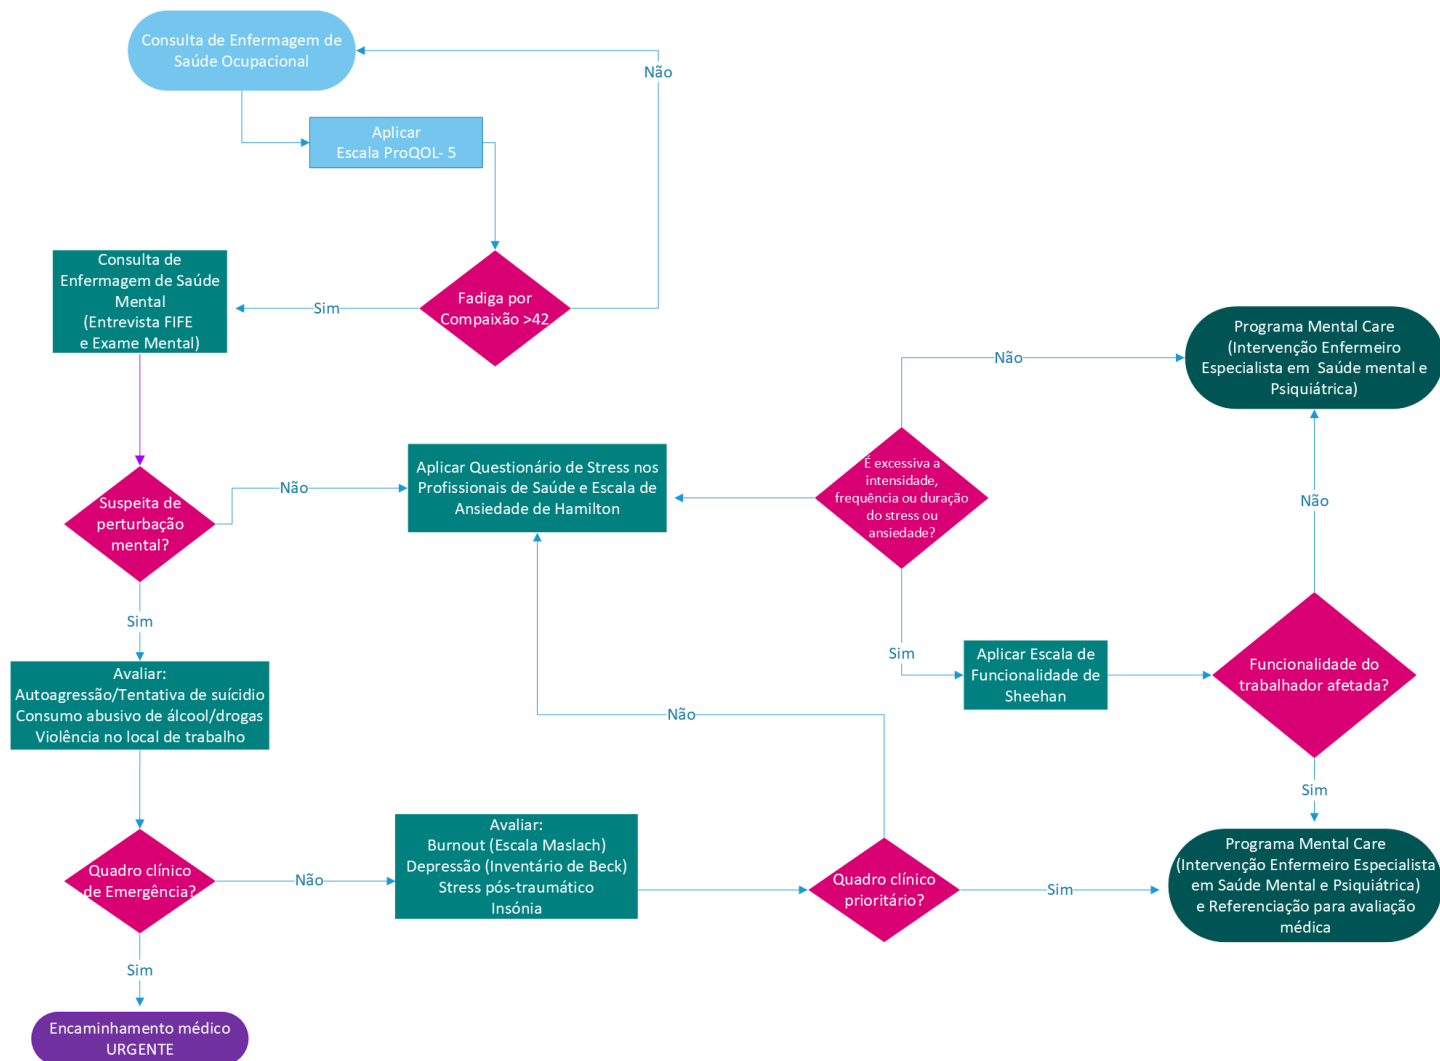 Consulta de Enfermagem de
Saúde Ocupacional
Não
Aplicar
Escala ProQOL- 5
Consulta de
Enfermagem de Saúde
Mental
(Entrevista FIFE
e Exame Mental)
Sim
Fadiga por
Compaixão >42
Programa Mental Care
(Intervenção Enfermeiro
Especialista em Saúde mental e
Psiquiátrica)
Não
É excessiva a
intensidade,
frequência ou duração
do stress ou
ansiedade?
Aplicar Questionário de Stress nos
Profissionais de Saúde e Escala de
Ansiedade de Hamilton
Não
Suspeita de
perturbação
mental?
Não
Sim
Sim
Aplicar Escala de
Funcionalidade de
Sheehan
Funcionalidade do
trabalhador afetada?
Avaliar:
Autoagressão/Tentativa de suícidio
Consumo abusivo de álcool/drogas
Violência no local de trabalho
Não
Sim
Quadro clínico
de Emergência?
Não
Avaliar:
Burnout (Escala Maslach)
Depressão (Inventário de Beck)
Stress pós-traumático
Insónia
Quadro clínico
prioritário?
Sim
Programa Mental Care
(Intervenção Enfermeiro Especialista
em Saúde Mental e Psiquiátrica)
e Referenciação para avaliação
médica
Sim
Encaminhamento médico
URGENTE